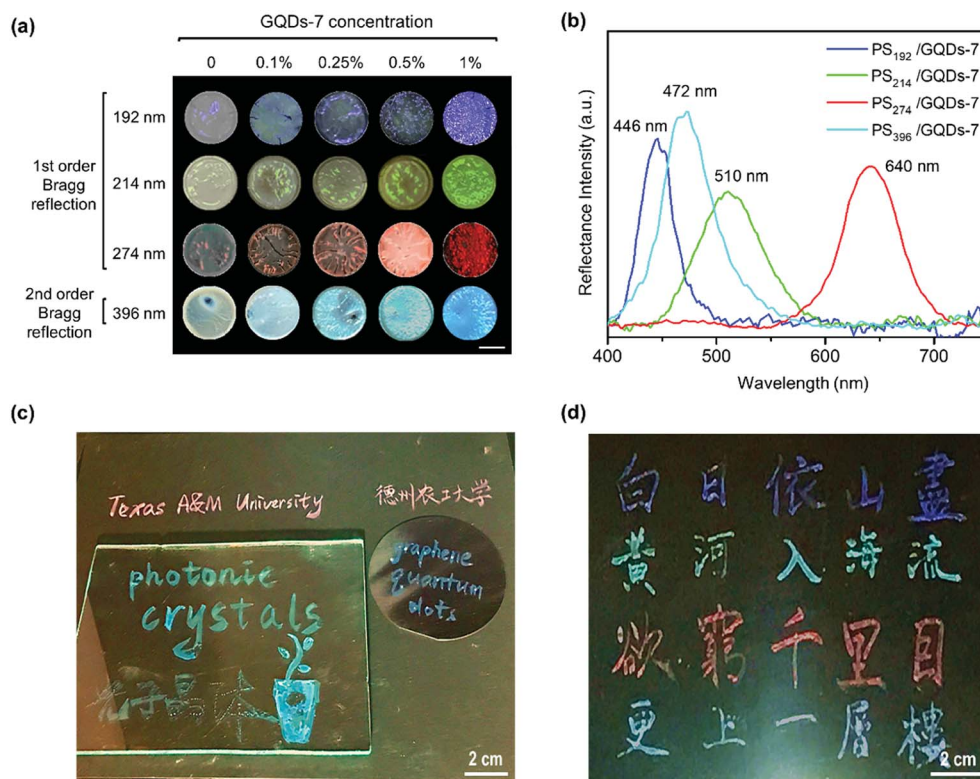 (a)
GQDs-7 concentration
0 0.1% 0.25% 0.5% 1%
1st order
Bragg
reflection
192 nm
214 nm
274 nm
2nd order
Bragg
reflection
396 nm
(b)
Reflectance Intensity (a.u.)
446 nm
472 nm
510 nm
640 nm
PS192 /GQDs-7
PS214 /GQDs-7
PS274 /GQDs-7
PS396 /GQDs-7
400 500 600 700
Wavelength (nm)
(c)
Texas A&M University
德州农工大学
photonic
crystals
光子晶体
graphene
quantum
dots
2 cm
(d)
白日依山盡
黃河入海流
欲窮千里目
更上一層樓
2 cm